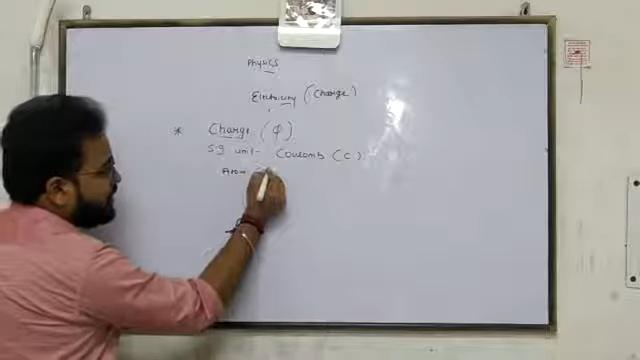 Physics
Electricity (Charge)
* Charge (φ)
S.I unit - Coulomb (C)
Atom